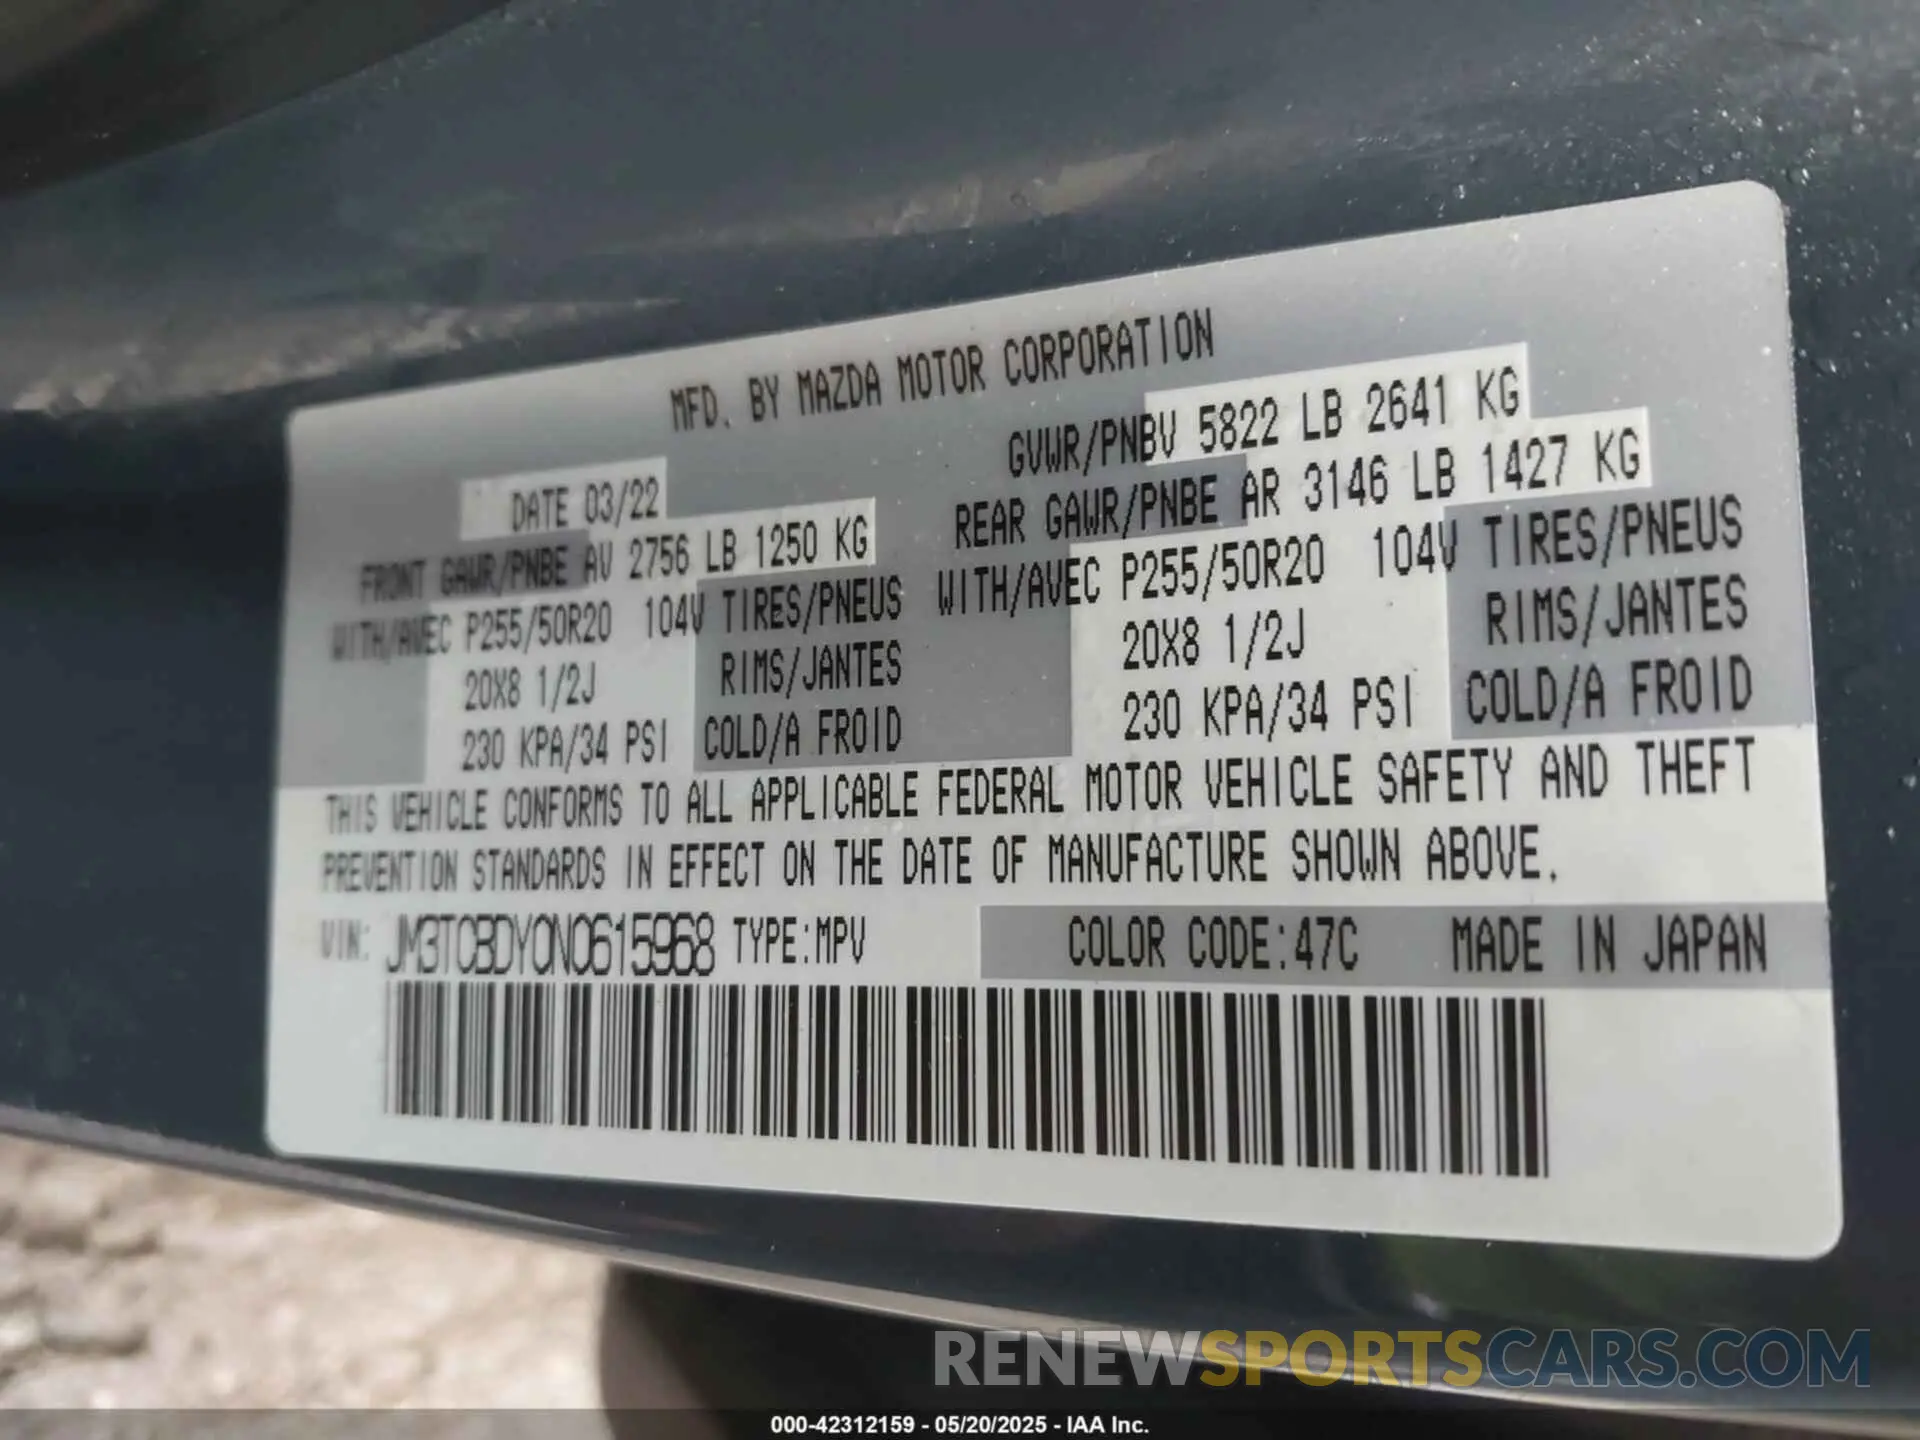 MFD. BY MAZDA MOTOR CORPORATION
DATE 03/22 GVWR/PNBV 5822 LB 2641 KG
FRONT GAWR/PNBE AV 2756 LB 1250 KG REAR GAWR/PNBE AR 3146 LB 1427 KG
WITH/AVEC P255/50R20 104V TIRES/PNEUS WITH/AVEC P255/50R20 104V TIRES/PNEUS
20X8 1/2J RIMS/JANTES 20X8 1/2J RIMS/JANTES
230 KPA/34 PSI COLD/A FROID 230 KPA/34 PSI COLD/A FROID
THIS VEHICLE CONFORMS TO ALL APPLICABLE FEDERAL MOTOR VEHICLE SAFETY AND THEFT
PREVENTION STANDARDS IN EFFECT ON THE DATE OF MANUFACTURE SHOWN ABOVE.
VIN: JM3TCBDY0N0615968 TYPE:MPV COLOR CODE:47C MADE IN JAPAN
RENEWSPORTSCARS.COM
000-42312159 - 05/20/2025 - IAA Inc.